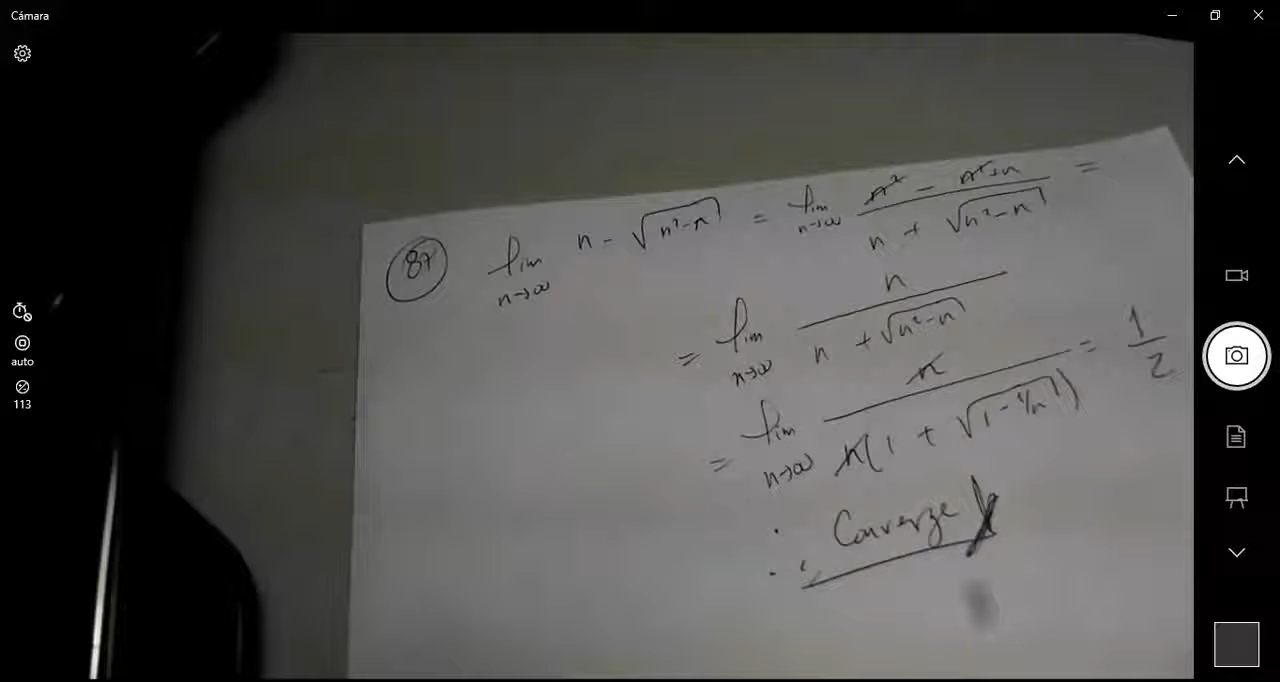 Cámara
87 lim n→∞ n - √(n²-n) = lim n→∞ (n² - n²+n)/(n + √(n²-n)) =
= lim n→∞ n/(n + √(n²-n))
= lim n→∞ n/(n(1 + √(1-1/n))) = 1/2
∴ Converge
auto
113